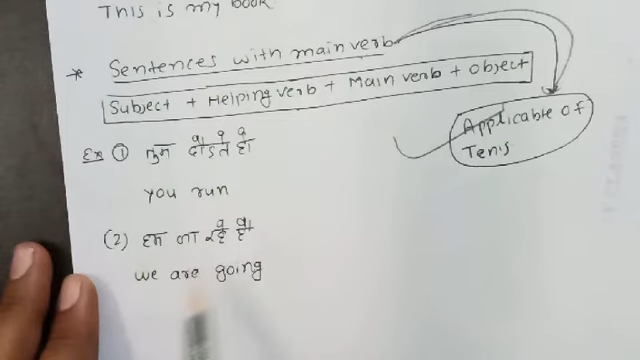 This is my book
* Sentences with main verb
Subject + Helping verb + Main verb + Object
Applicable of
Tenis
Ex ① तुम दौड़ते हो
you run
(2) हम जा रहे है
we are going